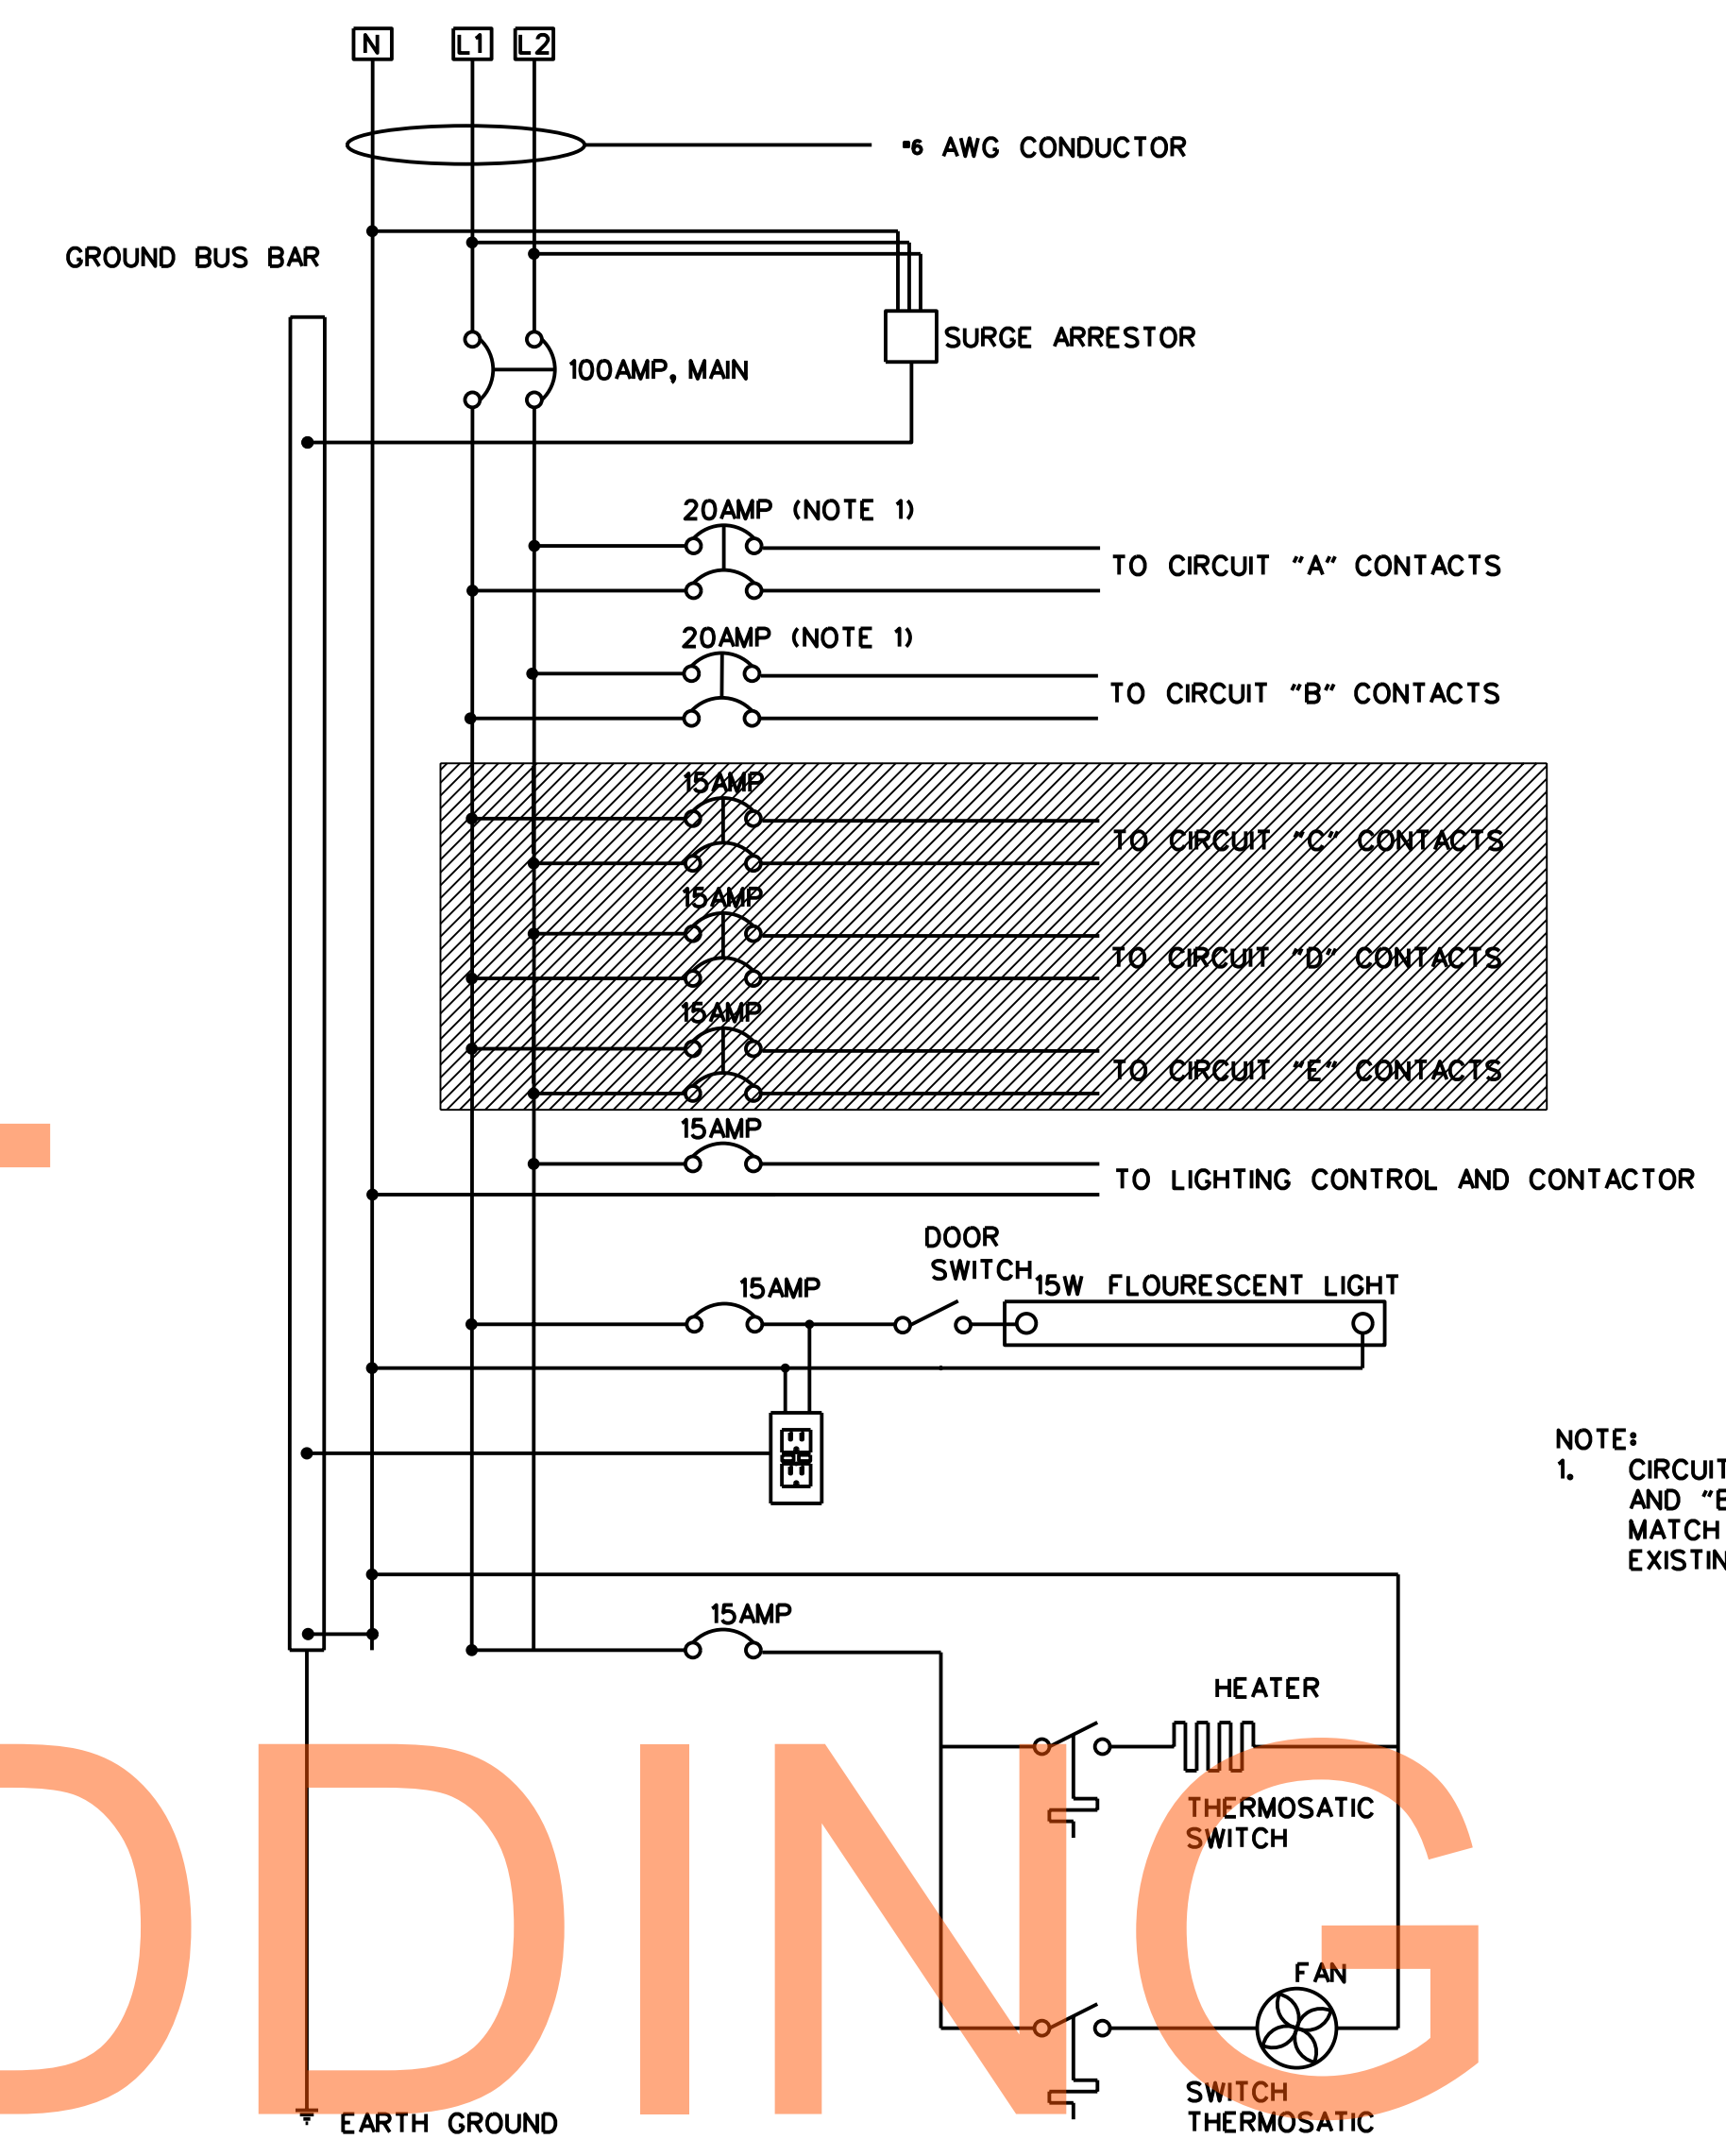 N L1 L2
#6 AWG CONDUCTOR
GROUND BUS BAR
SURGE ARRESTOR
100AMP, MAIN
20AMP (NOTE 1)
TO CIRCUIT "A" CONTACTS
20AMP (NOTE 1)
TO CIRCUIT "B" CONTACTS
15AMP
TO CIRCUIT "C" CONTACTS
15AMP
TO CIRCUIT "D" CONTACTS
15AMP
TO CIRCUIT "E" CONTACTS
15AMP
TO LIGHTING CONTROL AND CONTACTOR
DOOR
SWITCH
15AMP
15W FLOURESCENT LIGHT
NOTE:
1. CIRCUIT
AND
MATCH
15AMP
HEATER
THERMOSATIC
SWITCH
FAN
SWITCH
THERMOSATIC
EARTH GROUND
DDING